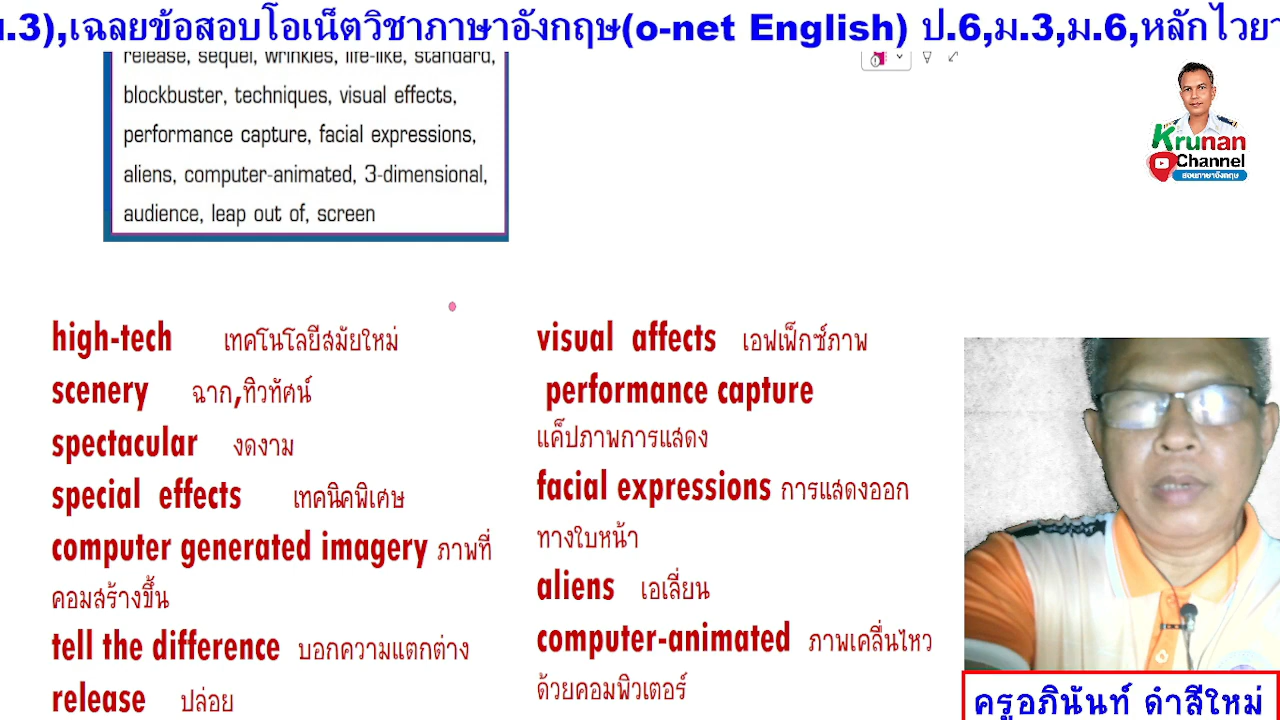 ม.3),เฉลยข้อสอบโอเน็ตวิชาภาษาอังกฤษ(o-net English) ป.6,ม.3,ม.6,หลักไวยา
release, sequel, wrinkles, life-like, standard,
blockbuster, techniques, visual effects,
performance capture, facial expressions,
aliens, computer-animated, 3-dimensional,
audience, leap out of, screen
Krunan
Channel
สอนภาษาอังกฤษ
high-tech เทคโนโลยีสมัยใหม่
scenery ฉาก,ทิวทัศน์
spectacular งดงาม
special effects เทคนิคพิเศษ
computer generated imagery ภาพที่
คอมสร้างขึ้น
tell the difference บอกความแตกต่าง
release ปล่อย
visual affects เอฟเฟ็กซ์ภาพ
performance capture
แค็ปภาพการแสดง
facial expressions การแสดงออก
ทางใบหน้า
aliens เอเลี่ยน
computer-animated ภาพเคลื่นไหว
ด้วยคอมพิวเตอร์
ครูอภินันท์ ดำสีใหม่